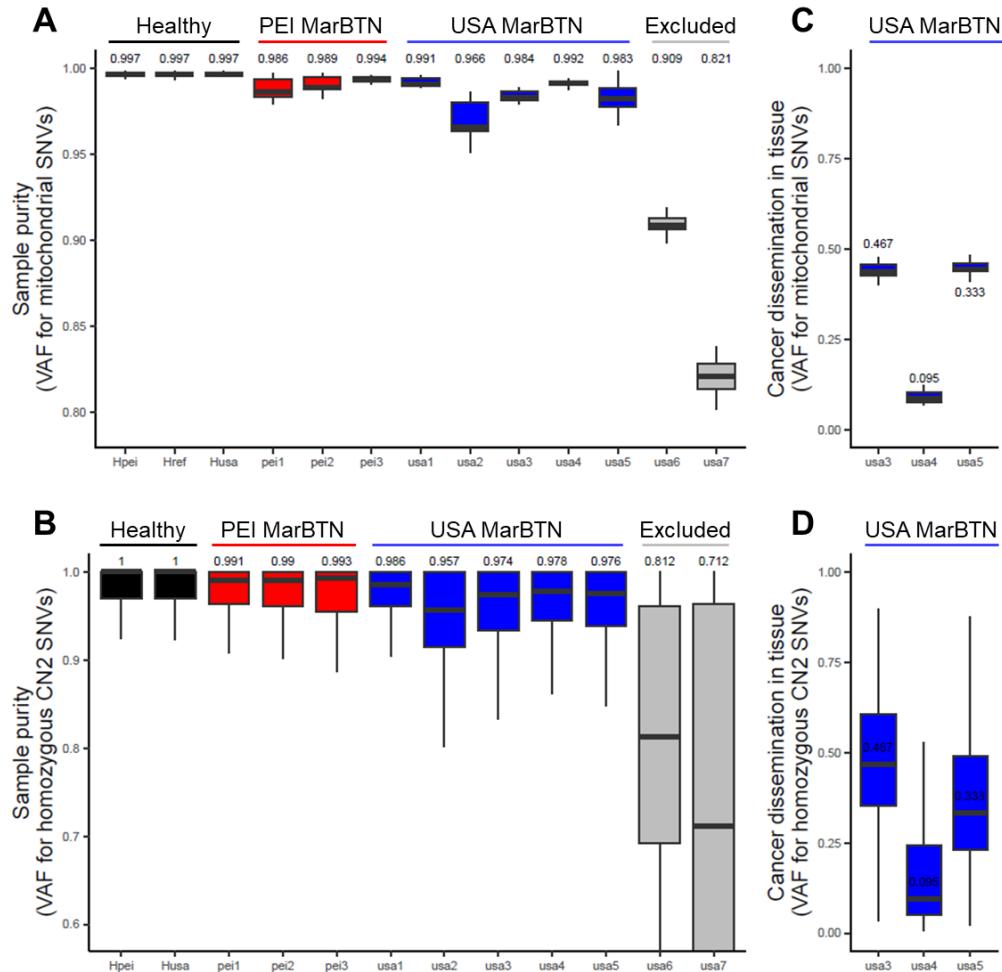 A
Healthy PEI MarBTN USA MarBTN Excluded
0.997 0.997 0.997 0.986 0.989 0.994 0.991 0.966 0.984 0.992 0.983 0.909 0.821
Sample purity
(VAF for mitochondrial SNVs)
1.00
0.95
0.90
0.85
0.80
Hpei Href Husa pei1 pei2 pei3 usa1 usa2 usa3 usa4 usa5 usa6 usa7
C
USA MarBTN
Cancer dissemination in tissue
(VAF for mitochondrial SNVs)
1.00
0.75
0.50
0.25
0.00
0.467
0.095
0.333
usa3 usa4 usa5
B
Healthy PEI MarBTN USA MarBTN Excluded
1 1 0.991 0.99 0.993 0.986 0.957 0.974 0.978 0.976 0.812 0.712
Sample purity
(VAF for homozygous CN2 SNVs)
1.0
0.9
0.8
0.7
0.6
Hpei Husa pei1 pei2 pei3 usa1 usa2 usa3 usa4 usa5 usa6 usa7
D
USA MarBTN
Cancer dissemination in tissue
(VAF for homozygous CN2 SNVs)
1.00
0.75
0.50
0.25
0.00
0.467
0.095
0.333
usa3 usa4 usa5